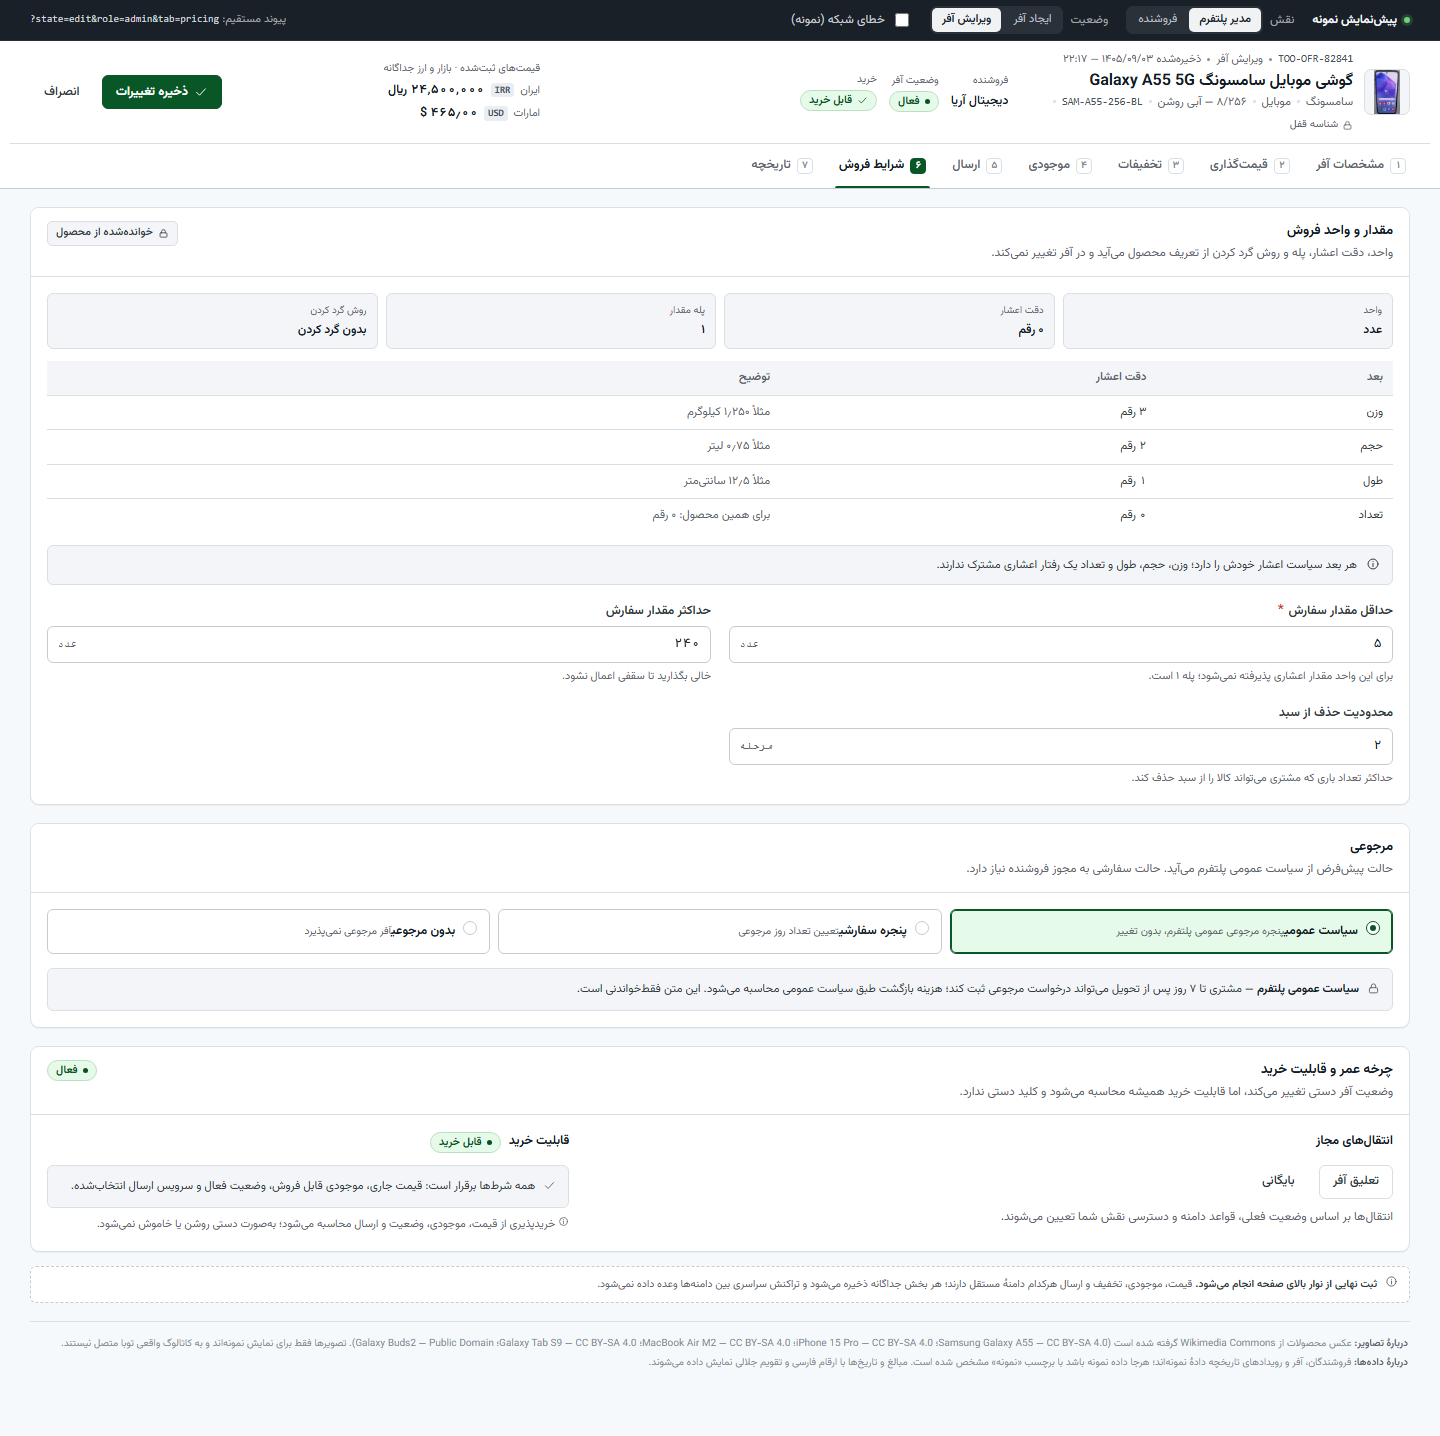 پیش‌نمایش نمونه
نقش
مدیر پلتفرم
فروشنده
وضعیت
ایجاد آفر
ویرایش آفر
خطای شبکه (نمونه)
پیوند مستقیم: ?state=edit&role=admin&tab=pricing
TOO-OFR-82841 • ویرایش آفر • ذخیره‌شده ۱۴۰۵/۰۹/۰۳ — ۲۲:۱۷
گوشی موبایل سامسونگ Galaxy A55 5G
سامسونگ • موبایل • ۸/۲۵۶ — آبی روشن • SAM-A55-256-BL •
شناسه قفل
فروشنده
دیجیتال آریا
وضعیت آفر
فعال
خرید
قابل خرید
قیمت‌های ثبت‌شده · بازار و ارز جداگانه
ایران IRR ۲۴,۵۰۰,۰۰۰ ریال
امارات USD ۴۶۵٫۰۰ $
ذخیره تغییرات
انصراف
۱ مشخصات آفر
۲ قیمت‌گذاری
۳ تخفیفات
۴ موجودی
۵ ارسال
۶ شرایط فروش
۷ تاریخچه
مقدار و واحد فروش
واحد، دقت اعشار، پله و روش گرد کردن از تعریف محصول می‌آید و در آفر تغییر نمی‌کند.
خوانده‌شده از محصول
واحد
عدد
دقت اعشار
۰ رقم
پله مقدار
۱
روش گرد کردن
بدون گرد کردن
بعد دقت اعشار توضیح
وزن ۳ رقم مثلاً ۱٫۲۵۰ کیلوگرم
حجم ۲ رقم مثلاً ۰٫۷۵ لیتر
طول ۱ رقم مثلاً ۱۲٫۵ سانتی‌متر
تعداد ۰ رقم برای همین محصول: ۰ رقم
هر بعد سیاست اعشار خودش را دارد؛ وزن، حجم، طول و تعداد یک رفتار اعشاری مشترک ندارند.
حداقل مقدار سفارش *
۵ عدد
برای این واحد مقدار اعشاری پذیرفته نمی‌شود؛ پله ۱ است.
حداکثر مقدار سفارش
۲۴۰ عدد
خالی بگذارید تا سقفی اعمال نشود.
محدودیت حذف از سبد
۲ مرحله
حداکثر تعداد باری که مشتری می‌تواند کالا را از سبد حذف کند.
مرجوعی
حالت پیش‌فرض از سیاست عمومی پلتفرم می‌آید. حالت سفارشی به مجوز فروشنده نیاز دارد.
سیاست عمومی پنجره مرجوعی عمومی پلتفرم، بدون تغییر
پنجره سفارشی تعیین تعداد روز مرجوعی
بدون مرجوعی آفر مرجوعی نمی‌پذیرد
سیاست عمومی پلتفرم — مشتری تا ۷ روز پس از تحویل می‌تواند درخواست مرجوعی ثبت کند؛ هزینه بازگشت طبق سیاست عمومی محاسبه می‌شود. این متن فقط‌خواندنی است.
چرخه عمر و قابلیت خرید
وضعیت آفر دستی تغییر می‌کند، اما قابلیت خرید همیشه محاسبه می‌شود و کلید دستی ندارد.
فعال
انتقال‌های مجاز
تعلیق آفر
بایگانی
انتقال‌ها بر اساس وضعیت فعلی، قواعد دامنه و دسترسی نقش شما تعیین می‌شوند.
قابلیت خرید قابل خرید
همه شرط‌ها برقرار است: قیمت جاری، موجودی قابل فروش، وضعیت فعال و سرویس ارسال انتخاب‌شده.
خریدپذیری از قیمت، موجودی، وضعیت و ارسال محاسبه می‌شود؛ به‌صورت دستی روشن یا خاموش نمی‌شود.
ثبت نهایی از نوار بالای صفحه انجام می‌شود. قیمت، موجودی، تخفیف و ارسال هرکدام دامنهٔ مستقل دارند؛ هر بخش جداگانه ذخیره می‌شود و تراکنش سراسری بین دامنه‌ها وعده داده نمی‌شود.
دربارهٔ تصاویر: عکس محصولات از Wikimedia Commons گرفته شده است (Samsung Galaxy A55 — CC BY-SA 4.0؛ iPhone 15 Pro — CC BY-SA 4.0؛ MacBook Air M2 — CC BY-SA 4.0؛ Galaxy Tab S9 — CC BY-SA 4.0؛ Galaxy Buds2 — Public Domain). تصویرها فقط برای نمایش نمونه‌اند و به کاتالوگ واقعی توبا متصل نیستند.
دربارهٔ داده‌ها: فروشندگان، آفر و رویدادهای تاریخچه دادهٔ نمونه‌اند؛ هرجا داده نمونه باشد با برچسب «نمونه» مشخص شده است. مبالغ و تاریخ‌ها با ارقام فارسی و تقویم جلالی نمایش داده می‌شوند.